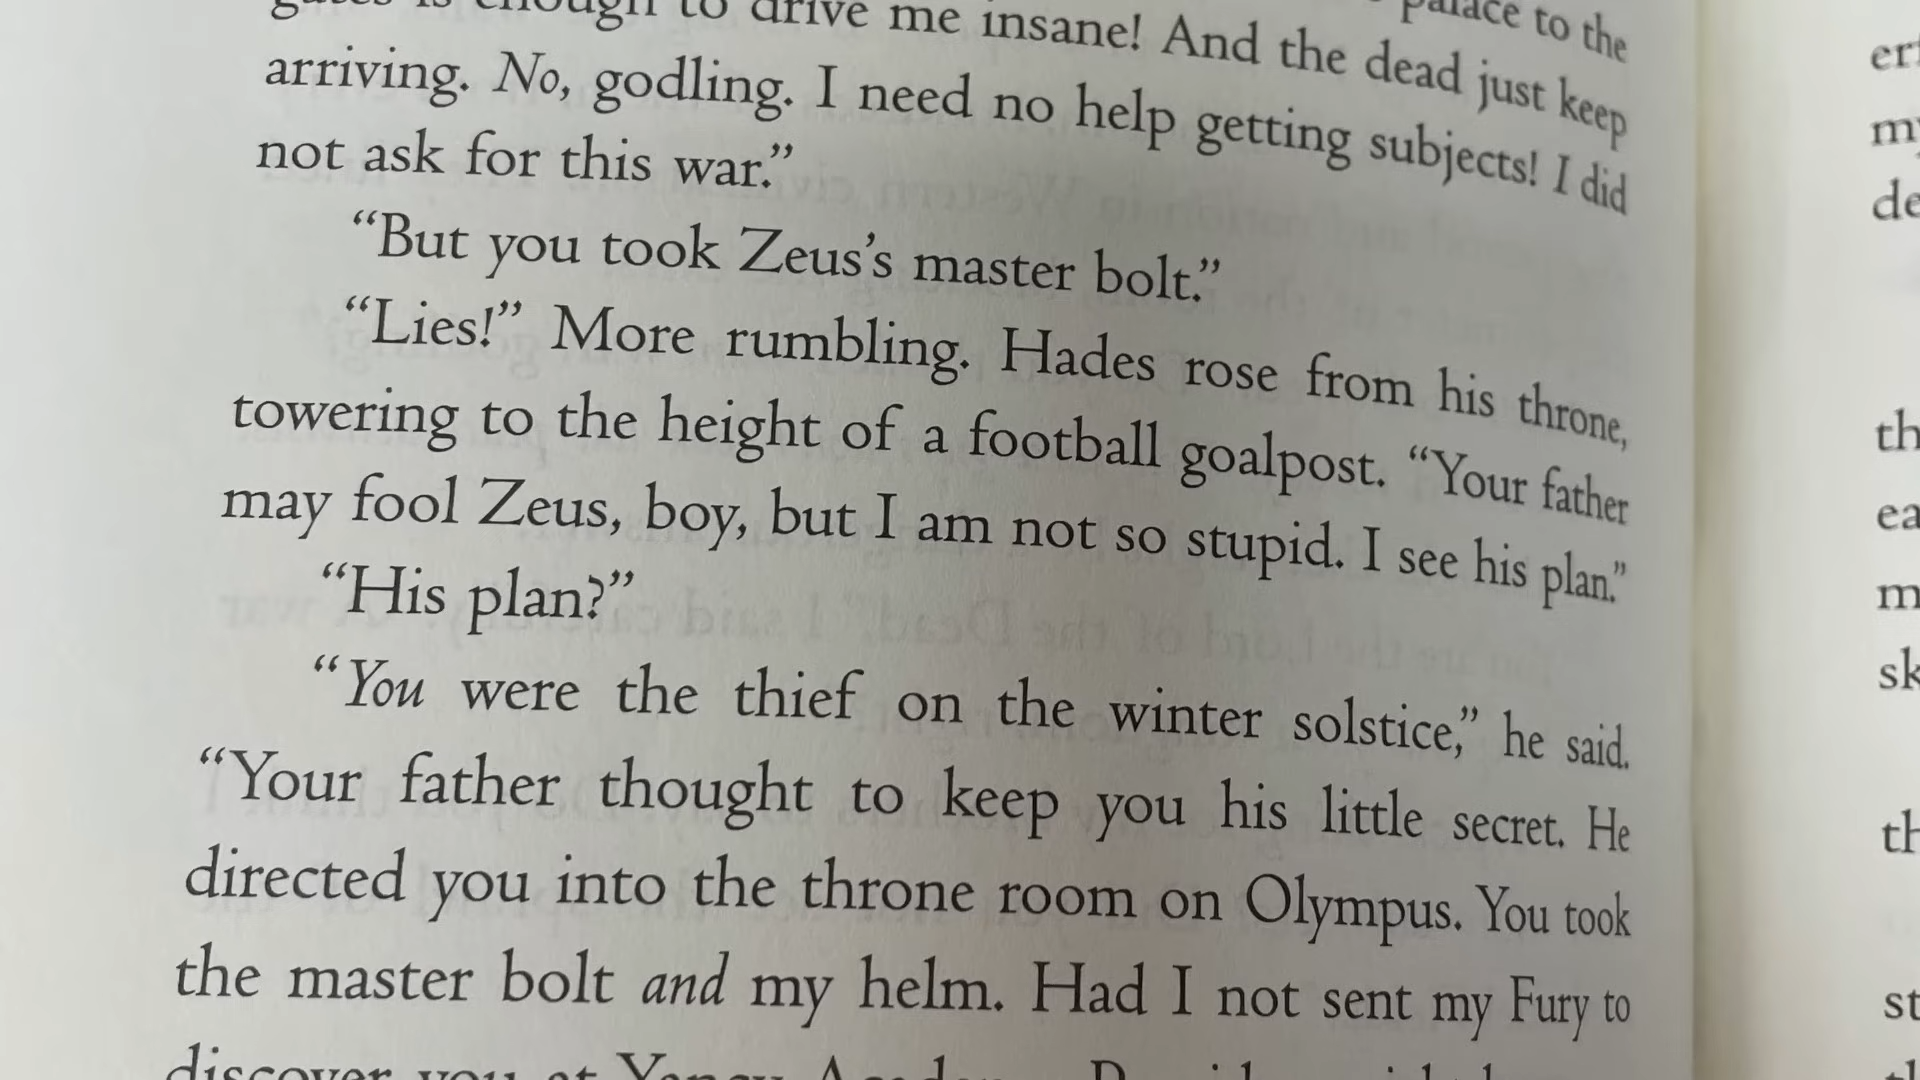 is enough to drive me insane! And the dead just keep
palace to the
arriving. No, godling. I need no help getting subjects! I did
not ask for this war.”
“But you took Zeus’s master bolt.”
“Lies!” More rumbling. Hades rose from his throne,
towering to the height of a football goalpost. “Your father
may fool Zeus, boy, but I am not so stupid. I see his plan.”
“His plan?”
“You were the thief on the winter solstice,” he said.
“Your father thought to keep you his little secret. He
directed you into the throne room on Olympus. You took
the master bolt and my helm. Had I not sent my Fury to
discover you at Yancy